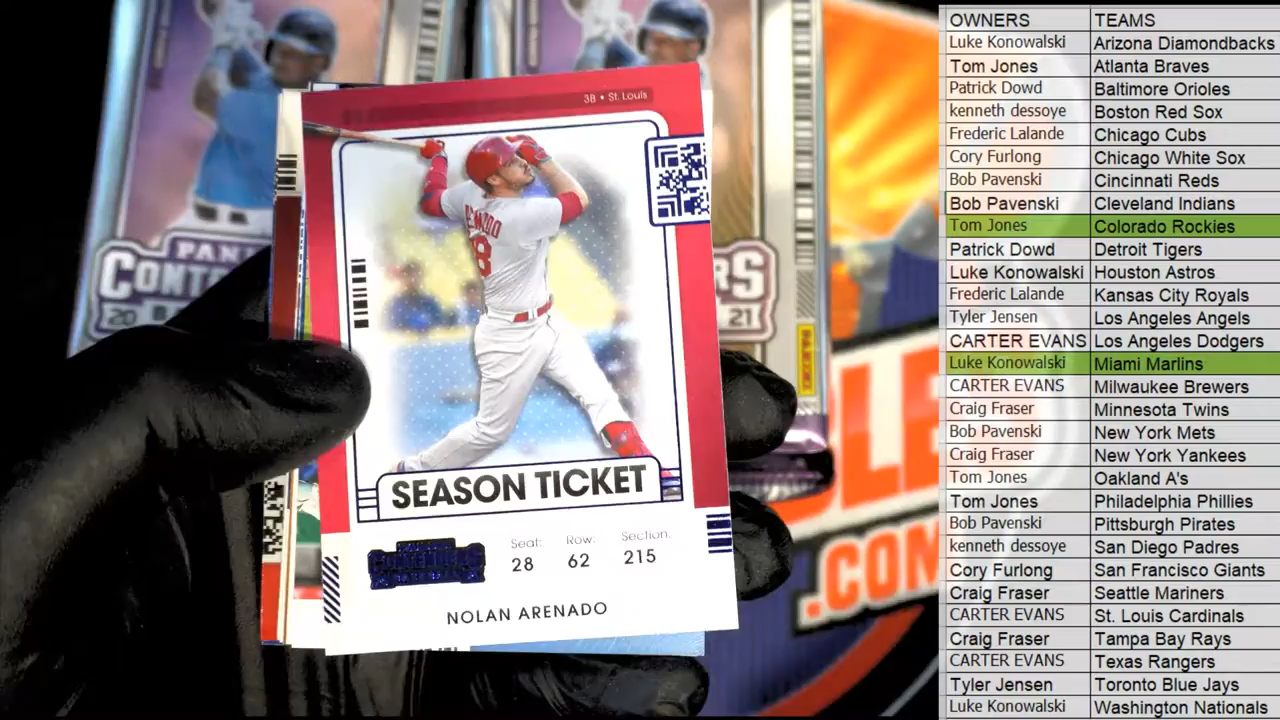 3B • St. Louis
SEASON TICKET
Seat: Row: Section:
28 62 215
CONTENDERS
NOLAN ARENADO
PANI
CONTE
20
RS
21
.COM
OWNERS TEAMS
Luke Konowalski Arizona Diamondbacks
Tom Jones Atlanta Braves
Patrick Dowd Baltimore Orioles
kenneth dessoye Boston Red Sox
Frederic Lalande Chicago Cubs
Cory Furlong Chicago White Sox
Bob Pavenski Cincinnati Reds
Bob Pavenski Cleveland Indians
Tom Jones Colorado Rockies
Patrick Dowd Detroit Tigers
Luke Konowalski Houston Astros
Frederic Lalande Kansas City Royals
Tyler Jensen Los Angeles Angels
CARTER EVANS Los Angeles Dodgers
Luke Konowalski Miami Marlins
CARTER EVANS Milwaukee Brewers
Craig Fraser Minnesota Twins
Bob Pavenski New York Mets
Craig Fraser New York Yankees
Tom Jones Oakland A's
Tom Jones Philadelphia Phillies
Bob Pavenski Pittsburgh Pirates
kenneth dessoye San Diego Padres
Cory Furlong San Francisco Giants
Craig Fraser Seattle Mariners
CARTER EVANS St. Louis Cardinals
Craig Fraser Tampa Bay Rays
CARTER EVANS Texas Rangers
Tyler Jensen Toronto Blue Jays
Luke Konowalski Washington Nationals